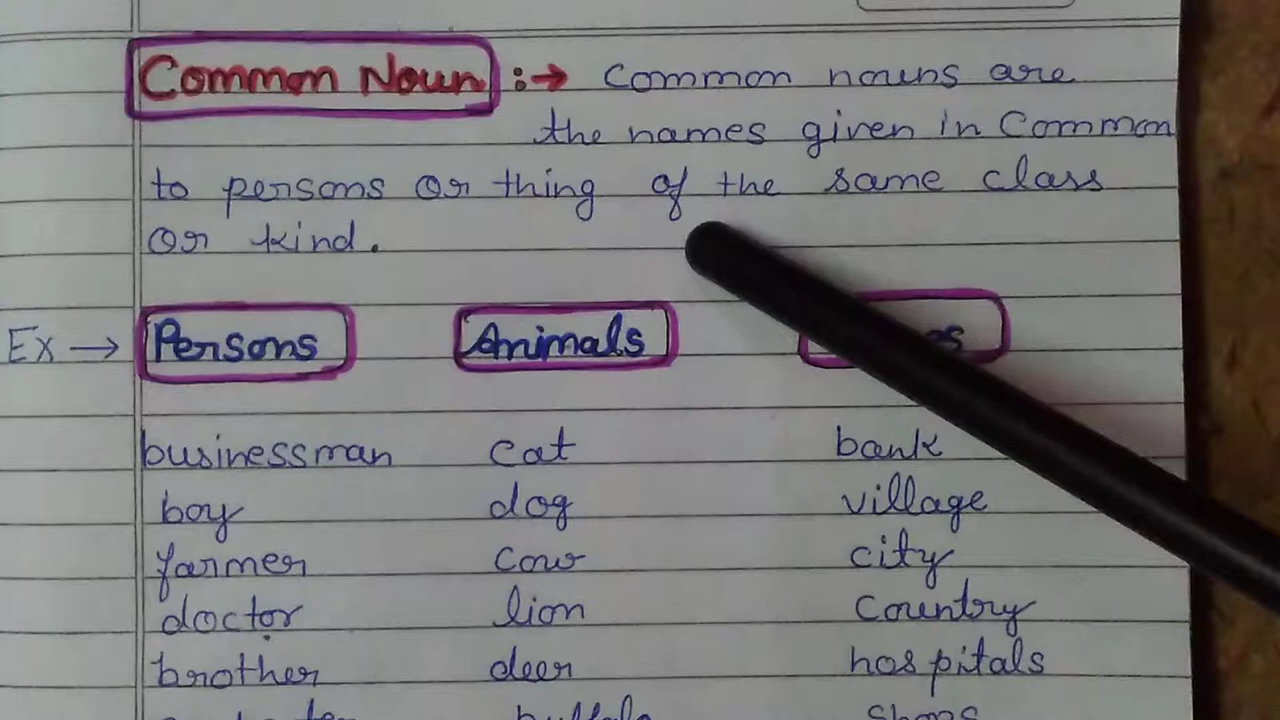 Common Noun :→ Common nouns are
the names given in Common
to persons or thing of the same class
or kind.
Ex → Persons Animals
businessman cat bank
boy dog village
farmer cow city
doctor lion Country
brother deer hospitals
buffalo shops